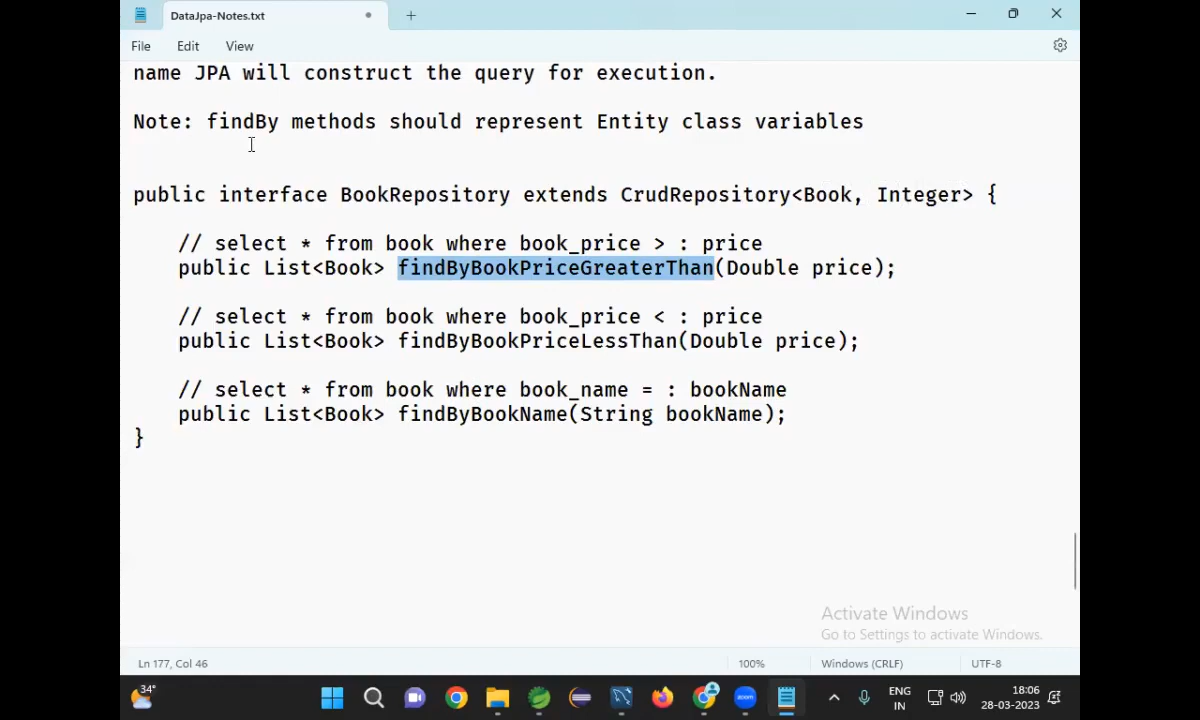 DataJpa-Notes.txt
File Edit View
name JPA will construct the query for execution.
Note: findBy methods should represent Entity class variables
public interface BookRepository extends CrudRepository<Book, Integer> {
// select * from book where book_price > : price
public List<Book> findByBookPriceGreaterThan(Double price);
// select * from book where book_price < : price
public List<Book> findByBookPriceLessThan(Double price);
// select * from book where book_name = : bookName
public List<Book> findByBookName(String bookName);
}
Activate Windows
Go to Settings to activate Windows.
Ln 177, Col 46 100% Windows (CRLF) UTF-8
34° zoom ENG 18:06
IN 28-03-2023